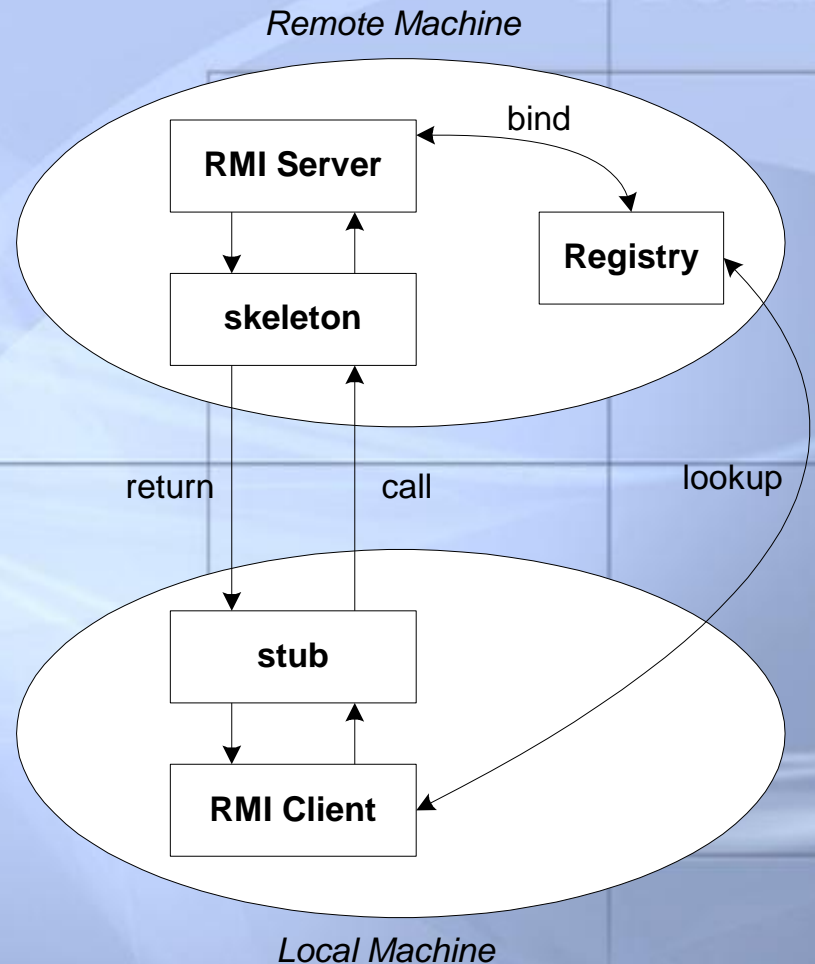 Remote Machine
bind
RMI Server
Registry
skeleton
return
call
lookup
stub
RMI Client
Local Machine